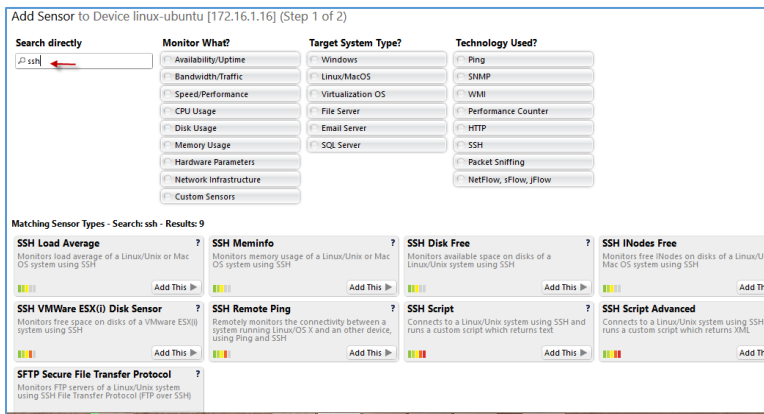 Add Sensor to Device linux-ubuntu [172.16.1.16] (Step 1 of 2)
Search directly
ssh
Monitor What?
Availability/Uptime
Bandwidth/Traffic
Speed/Performance
CPU Usage
Disk Usage
Memory Usage
Hardware Parameters
Network Infrastructure
Custom Sensors
Target System Type?
Windows
Linux/MacOS
Virtualization OS
File Server
Email Server
SQL Server
Technology Used?
Ping
SNMP
WMI
Performance Counter
HTTP
SSH
Packet Sniffing
NetFlow, sFlow, jFlow
Matching Sensor Types - Search: ssh - Results: 9
SSH Load Average ?
Monitors load average of a Linux/Unix or Mac
OS system using SSH
Add This
SSH Meminfo ?
Monitors memory usage of a Linux/Unix or Mac
OS system using SSH
Add This
SSH Disk Free ?
Monitors available space on disks of a
Linux/Unix system using SSH
Add This
SSH INodes Free
Monitors free INodes on disks of a Linux/U
Mac OS system using SSH
Add Th
SSH VMWare ESX(i) Disk Sensor ?
Monitors free space on disks of a VMware ESX(i)
system using SSH
Add This
SSH Remote Ping ?
Remotely monitors the connectivity between a
system running Linux/OS X and an other device,
using Ping and SSH
Add This
SSH Script ?
Connects to a Linux/Unix system using SSH and
runs a custom script which returns text
Add This
SSH Script Advanced
Connects to a Linux/Unix system using SSH
runs a custom script which returns XML
Add Th
SFTP Secure File Transfer Protocol ?
Monitors FTP servers of a Linux/Unix system
using SSH File Transfer Protocol (FTP over SSH)